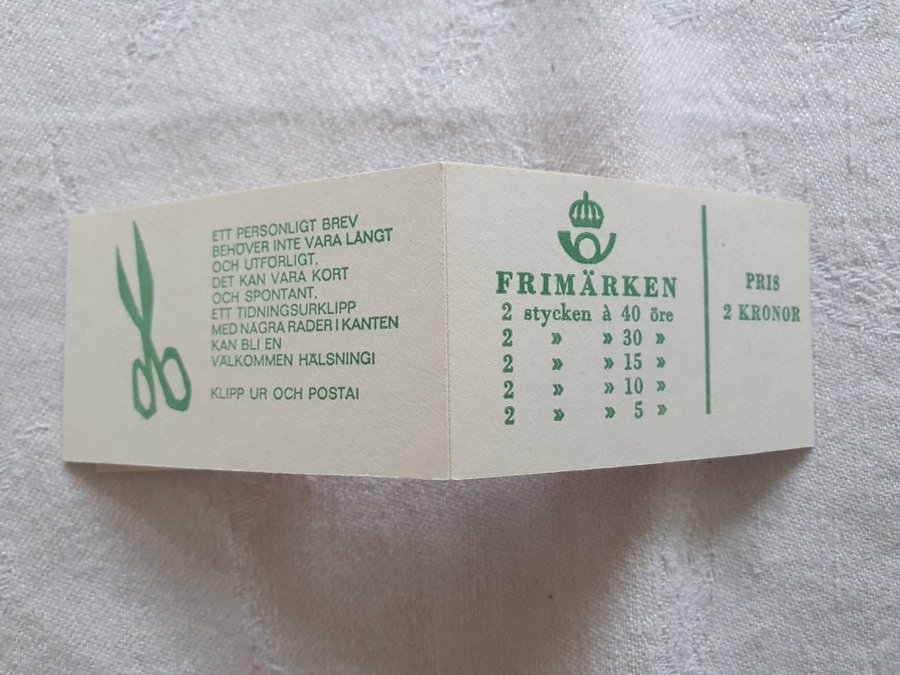 ETT PERSONLIGT BREV
BEHÖVER INTE VARA LÅNGT
OCH UTFÖRLIGT.
DET KAN VARA KORT
OCH SPONTANT.
ETT TIDNINGSURKLIPP
MED NÅGRA RADER I KANTEN
KAN BLI EN
VÄLKOMMEN HÄLSNING!
KLIPP UR OCH POSTA!
FRIMÄRKEN
2 stycken à 40 öre
2 » » 30 »
2 » » 15 »
2 » » 10 »
2 » » 5 »
PRIS
2 KRONOR